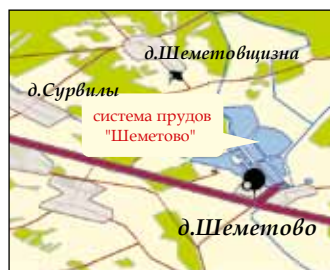 д.Шеметовщизна
д.Сурвилы
система прудов
"Шеметово"
д.Шеметово